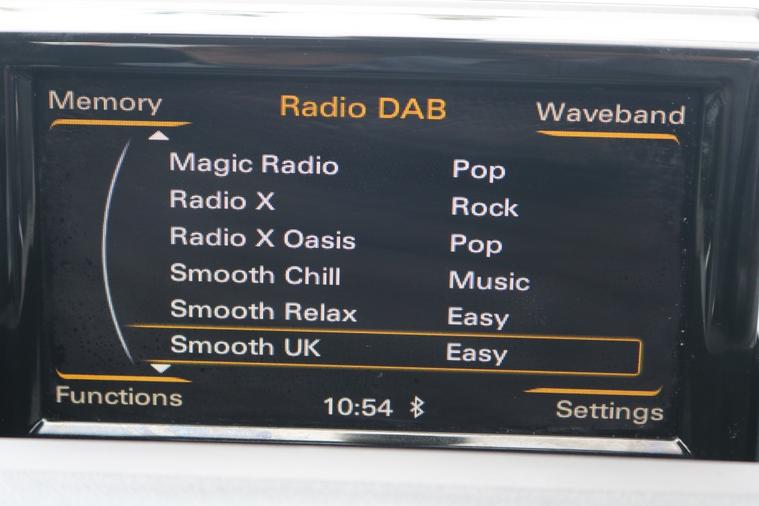 Memory Radio DAB Waveband
Magic Radio Pop
Radio X Rock
Radio X Oasis Pop
Smooth Chill Music
Smooth Relax Easy
Smooth UK Easy
Functions 10:54 Settings